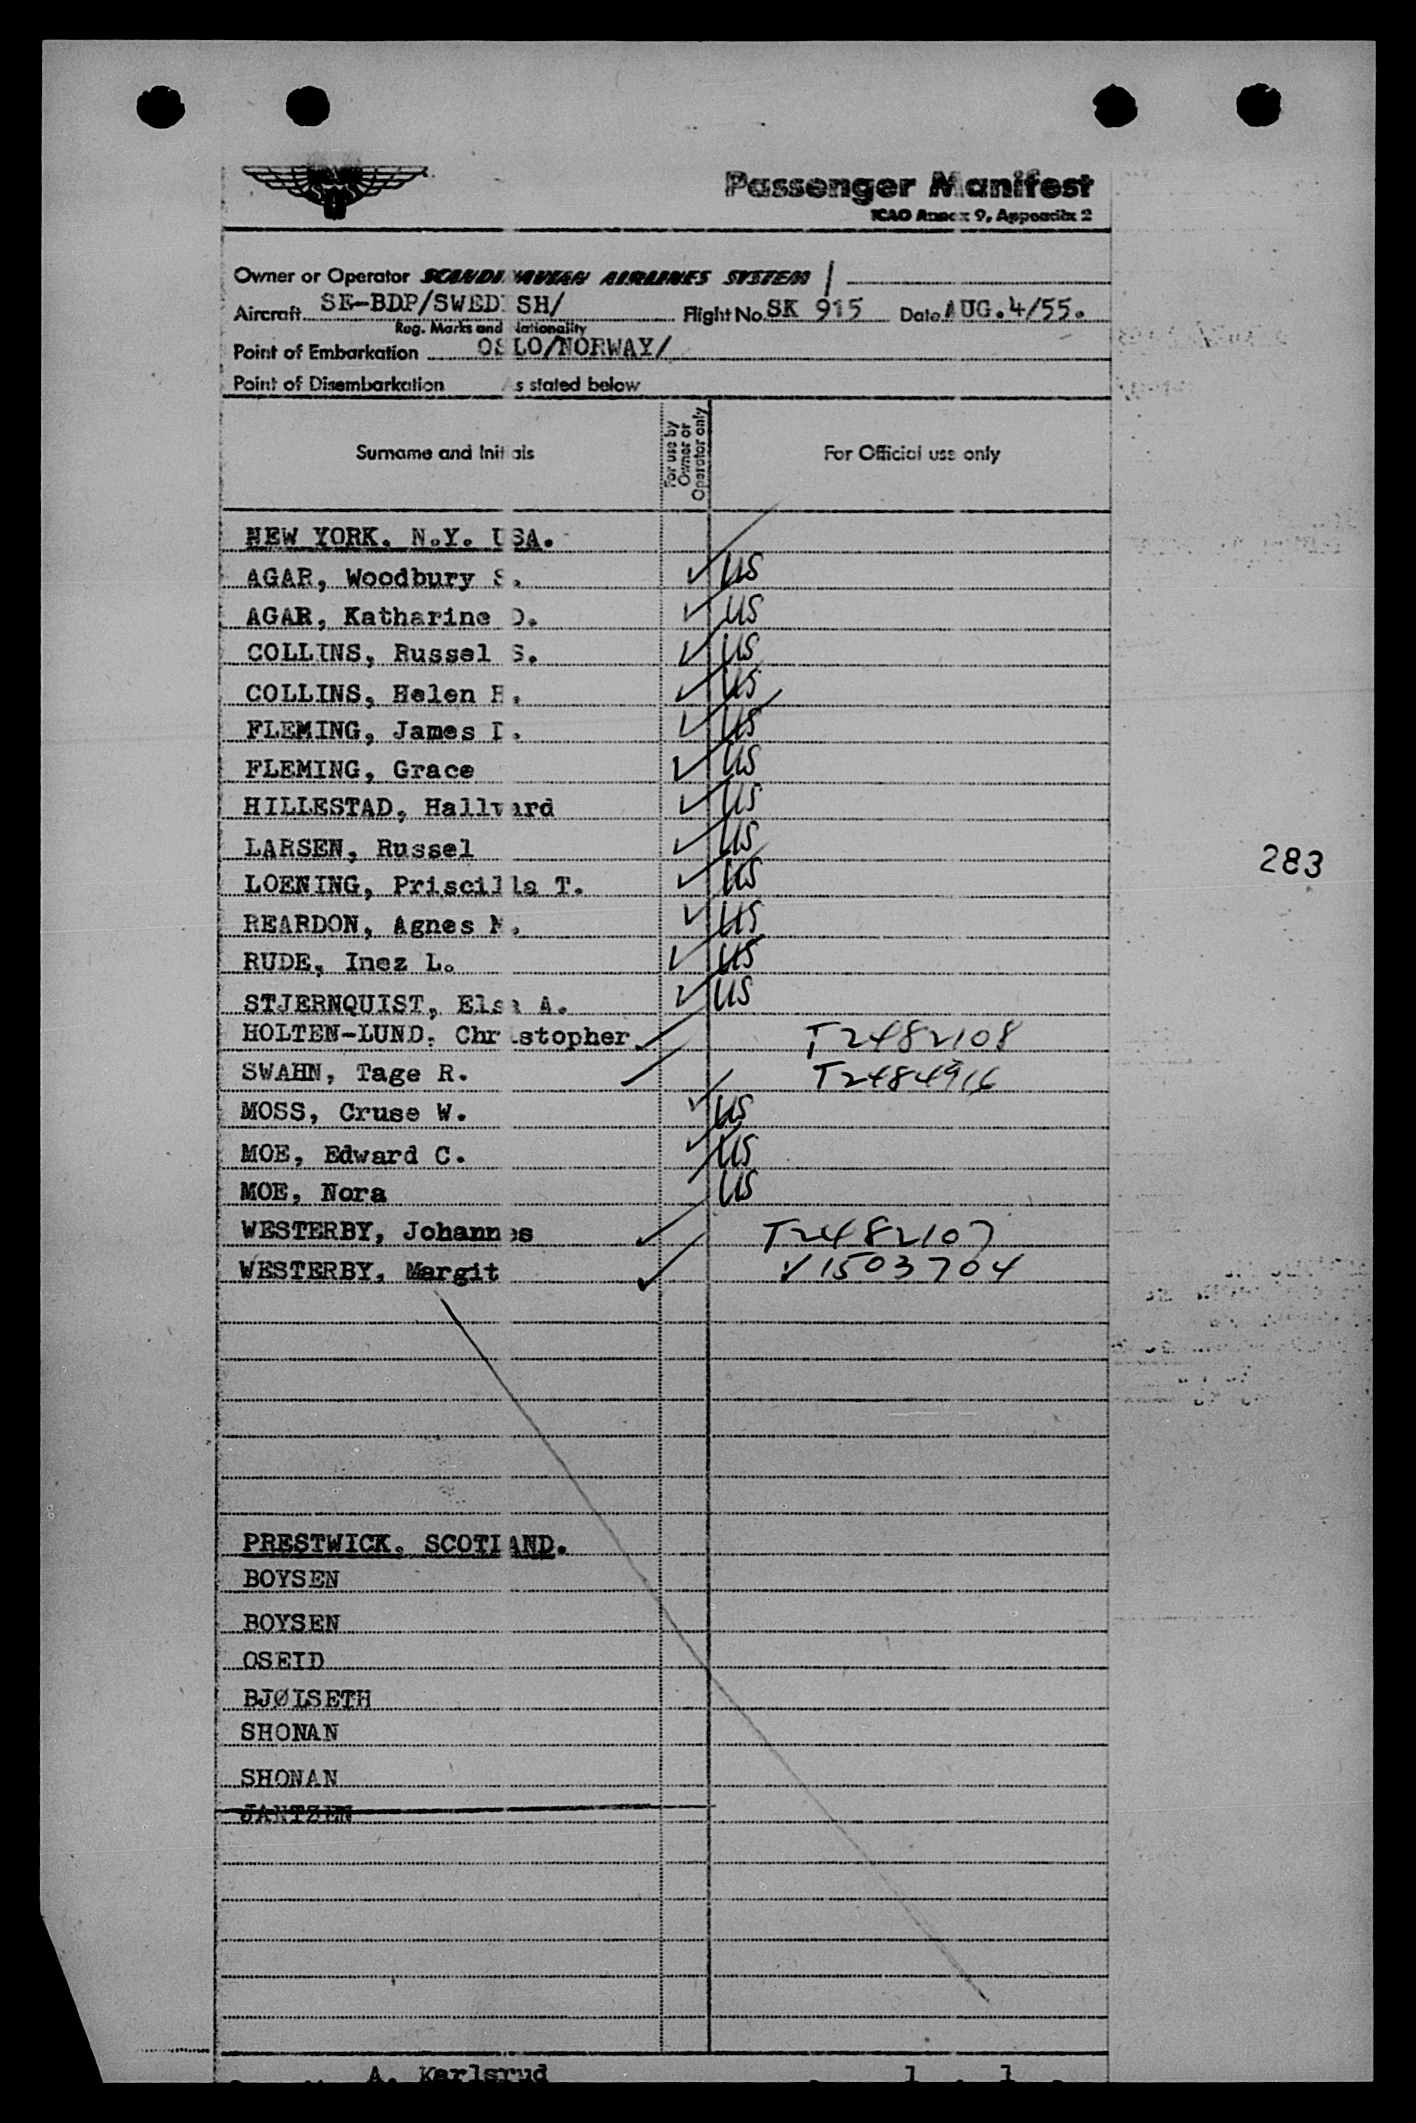 Passenger Manifest
ICAO Annex 9, Appendix 2
Owner or Operator SCANDINAVIAN AIRLINES SYSTEM
Aircraft SE-BDP/SWEDISH/ Flight No. SK 915 Date AUG.4/55.
Reg. Marks and Nationality
Point of Embarkation OSLO/NORWAY/
Point of Disembarkation As stated below
Surname and Initials For use by Owner or Operator only For Official use only
NEW YORK. N.Y. USA.
AGAR, Woodbury S. ✓ US
AGAR, Katharine D. ✓ US
COLLINS, Russel S. ✓ US
COLLINS, Helen H. ✓ US
FLEMING, James D. ✓ US
FLEMING, Grace ✓ US
HILLESTAD, Hallvard ✓ US
LARSEN, Russel ✓ US
283
LOENING, Priscilla T. ✓ US
REARDON, Agnes M. ✓ US
RUDE, Inez L. ✓ US
STJERNQUIST, Elsa A. ✓ US
HOLTEN-LUND, Christopher ✓ T2482108
SWAHN, Tage R. ✓ T2484916
MOSS, Cruse W. ✓ US
MOE, Edward C. ✓ US
MOE, Nora US
WESTERBY, Johannes ✓ T2482107
WESTERBY, Margit ✓ V1503704
PRESTWICK, SCOTLAND.
BOYSEN
BOYSEN
OSEID
BJØLSETH
SHONAN
SHONAN
JANTZEN
A. Karlsrud 1 1